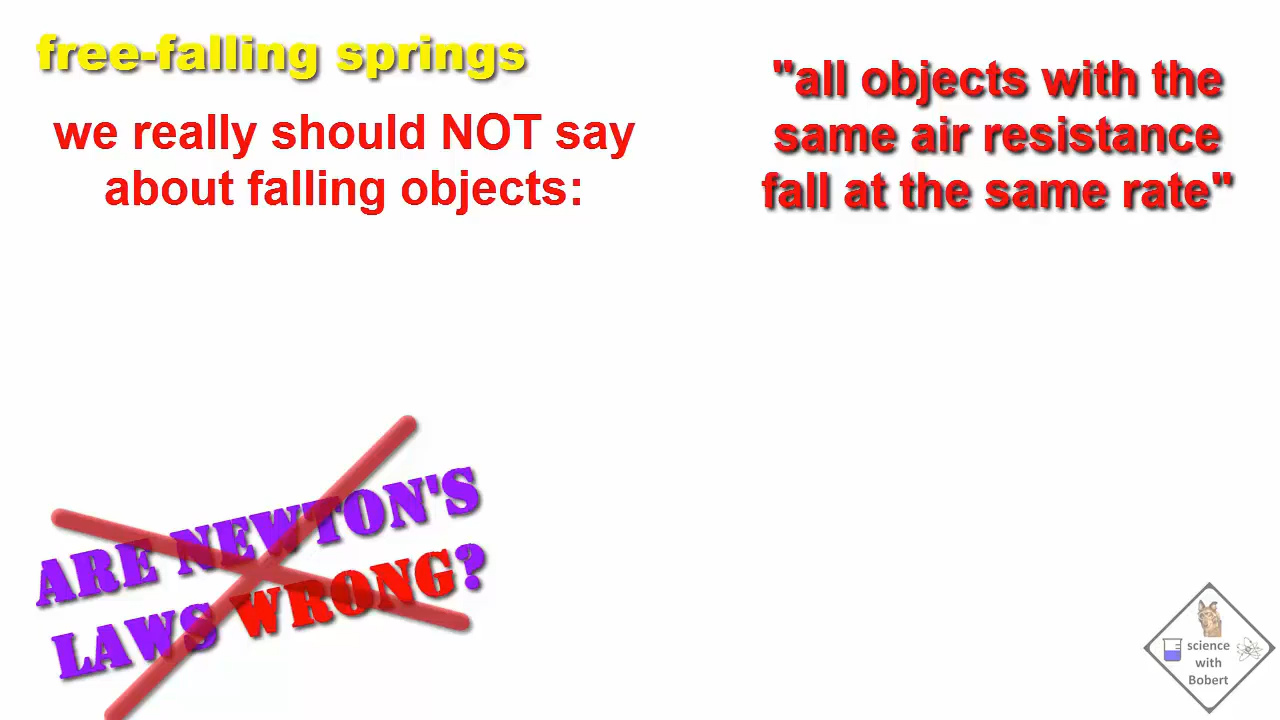 free-falling springs
we really should NOT say
about falling objects:
"all objects with the
same air resistance
fall at the same rate"
ARE NEWTON'S
LAWS WRONG?
science
with
Bobert